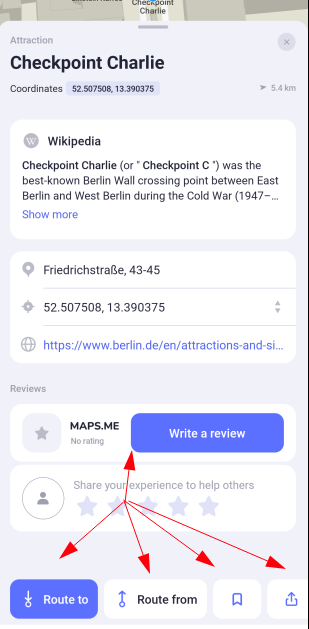 Checkpoint
Charlie
Attraction
Checkpoint Charlie
Coordinates 52.507508, 13.390375
5.4 km
W Wikipedia
Checkpoint Charlie (or " Checkpoint C ") was the
best-known Berlin Wall crossing point between East
Berlin and West Berlin during the Cold War (1947–...
Show more
Friedrichstraße, 43-45
52.507508, 13.390375
https://www.berlin.de/en/attractions-and-si...
Reviews
MAPS.ME
No rating
Write a review
Share your experience to help others
Route to
Route from